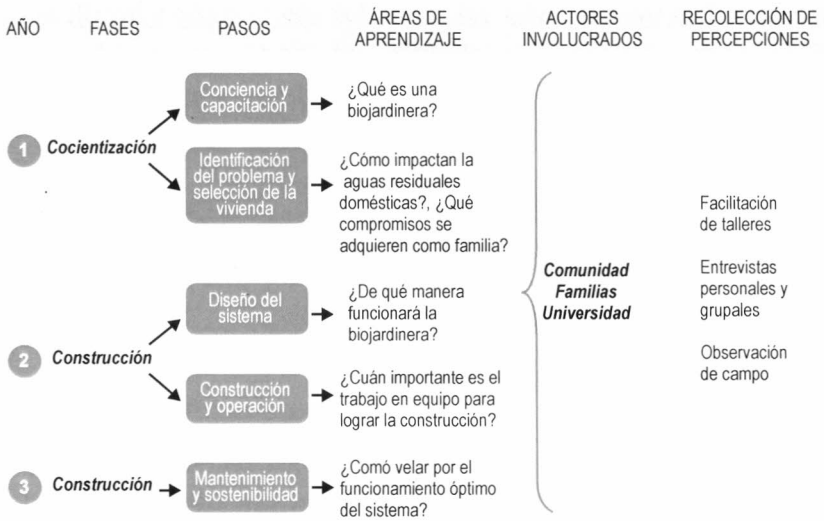 AÑO
FASES
PASOS
ÁREAS DE
APRENDIZAJE
ACTORES
INVOLUCRADOS
RECOLECCIÓN DE
PERCEPCIONES
1
Cocientización
Conciencia y
capacitación
¿Qué es una
biojardinera?
Identificación
del problema y
selección de la
vivienda
¿Cómo impactan la
aguas residuales
domésticas?, ¿Qué
compromisos se
adquieren como familia?
2
Construcción
Diseño del
sistema
¿De qué manera
funcionará la
biojardinera?
Construcción
y operación
¿Cuán importante es el
trabajo en equipo para
lograr la construcción?
3
Construcción
Mantenimiento
y sostenibilidad
¿Comó velar por el
funcionamiento óptimo
del sistema?
Comunidad
Familias
Universidad
Facilitación
de talleres
Entrevistas
personales y
grupales
Observación
de campo